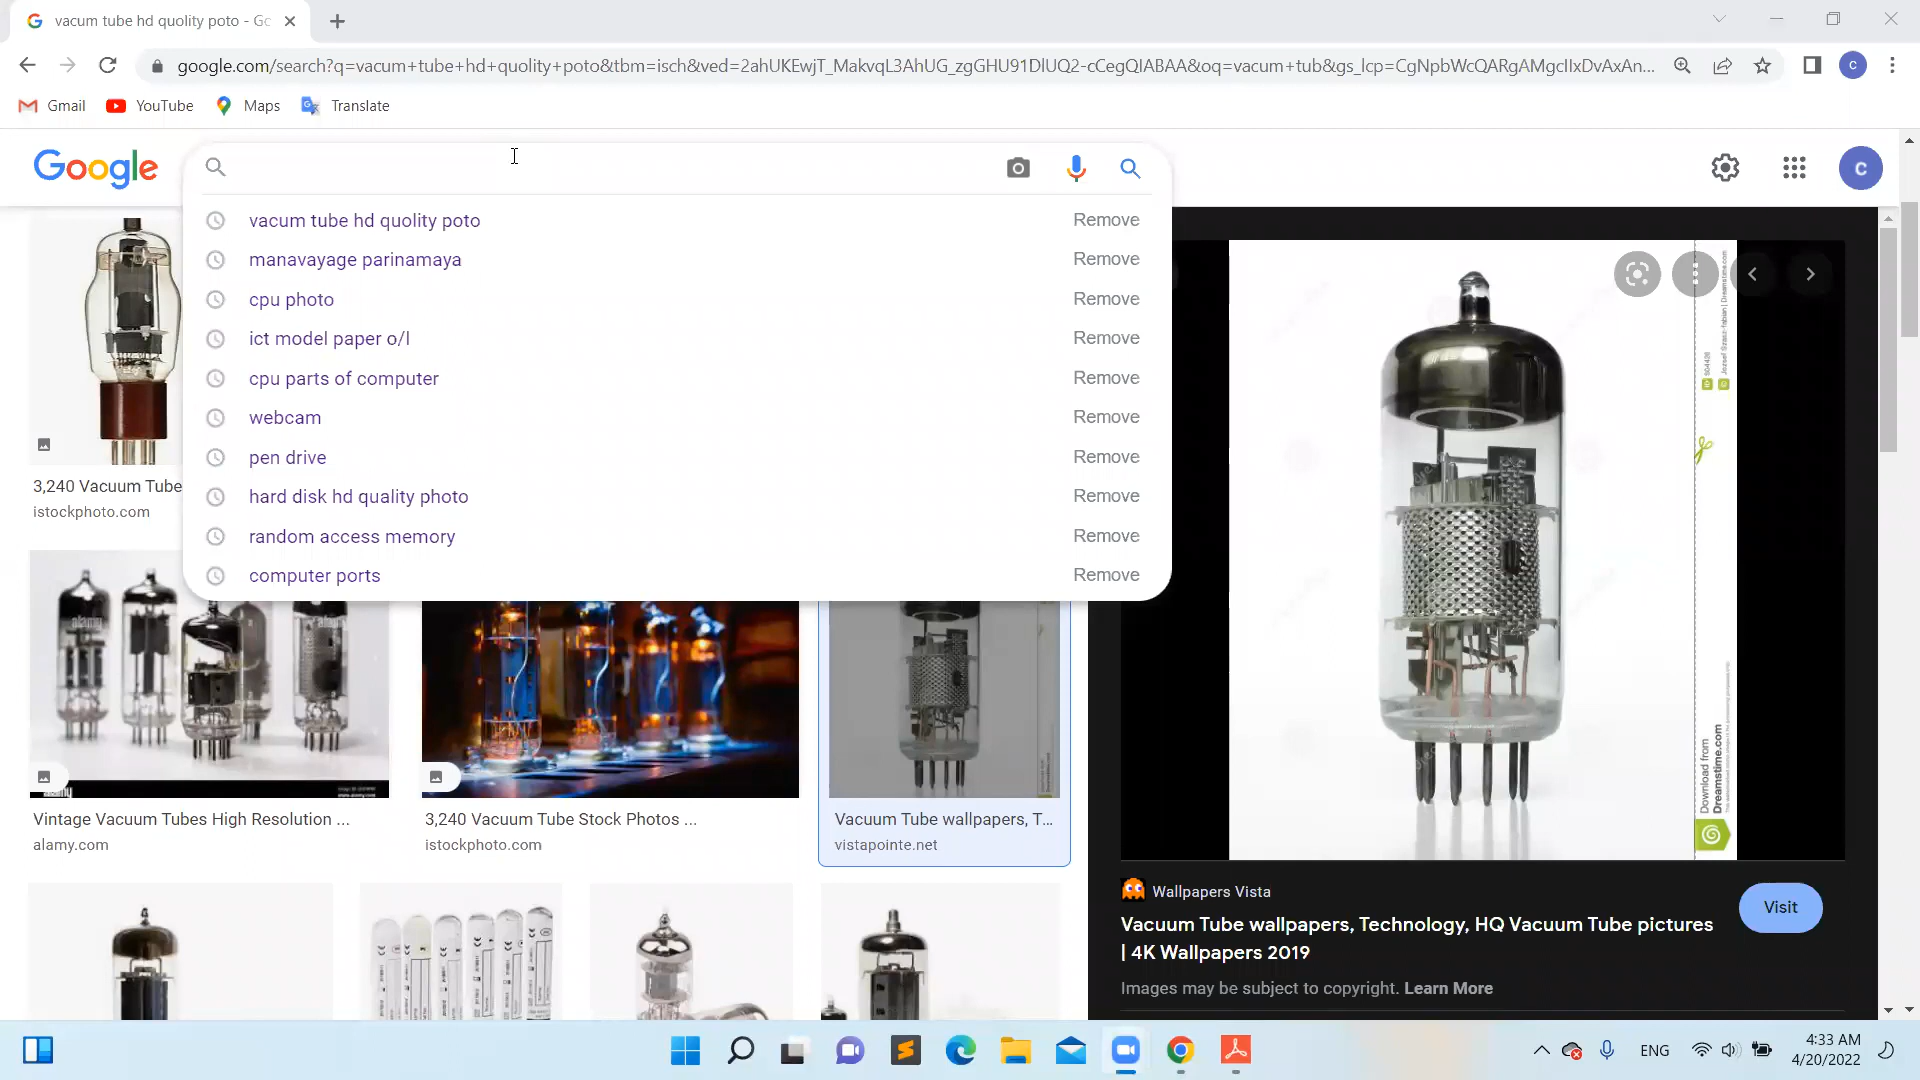 vacum tube hd quolity poto - Go
google.com/search?q=vacum+tube+hd+quolity+poto&tbm=isch&ved=2ahUKEwjT_MakvqL3AhUG_zgGHU91DlUQ2-cCegQIABAA&oq=vacum+tub&gs_lcp=CgNpbWcQARgAMgcIIxDvAxAn...
Gmail YouTube Maps Translate
Google
C
vacum tube hd quolity poto Remove
manavayage parinamaya Remove
cpu photo Remove
ict model paper o/l Remove
cpu parts of computer Remove
webcam Remove
pen drive Remove
hard disk hd quality photo Remove
random access memory Remove
computer ports Remove
3,240 Vacuum Tube
istockphoto.com
Vintage Vacuum Tubes High Resolution ...
alamy.com
3,240 Vacuum Tube Stock Photos ...
istockphoto.com
Vacuum Tube wallpapers, T...
vistapointe.net
Download from
Dreamstime.com
Wallpapers Vista
Visit
Vacuum Tube wallpapers, Technology, HQ Vacuum Tube pictures
| 4K Wallpapers 2019
Images may be subject to copyright. Learn More
ENG
4:33 AM
4/20/2022